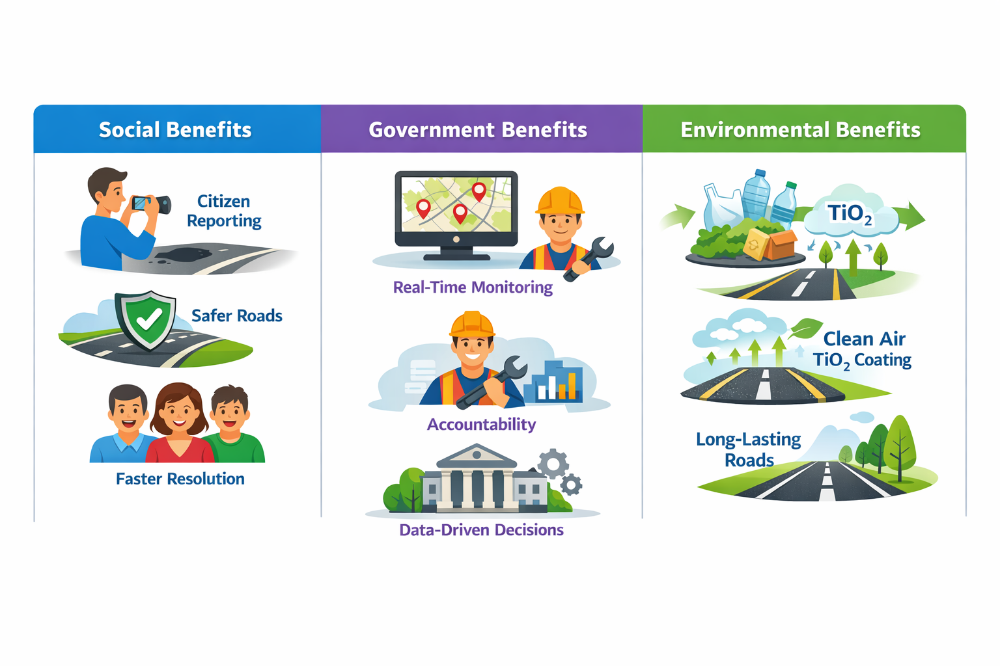 Social Benefits
Citizen
Reporting
Safer Roads
Faster Resolution
Government Benefits
Real-Time Monitoring
Accountability
Data-Driven Decisions
Environmental Benefits
TiO₂
Clean Air
TiO₂ Coating
Long-Lasting
Roads